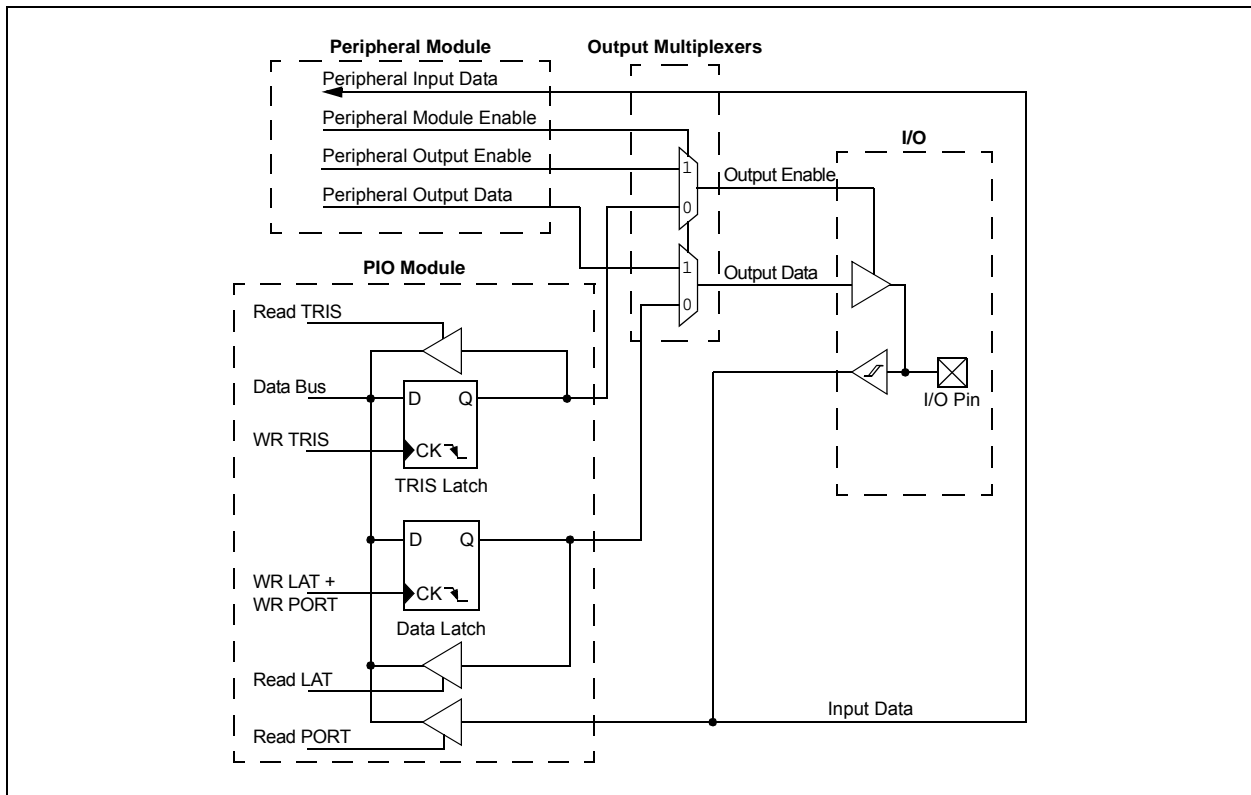 Peripheral Module
Output Multiplexers
Peripheral Input Data
Peripheral Module Enable
Peripheral Output Enable
Peripheral Output Data
1
0
1
0
Output Enable
Output Data
I/O
I/O Pin
PIO Module
Read TRIS
Data Bus
WR TRIS
D Q
CK
TRIS Latch
D Q
WR LAT +
WR PORT
CK
Data Latch
Read LAT
Read PORT
Input Data